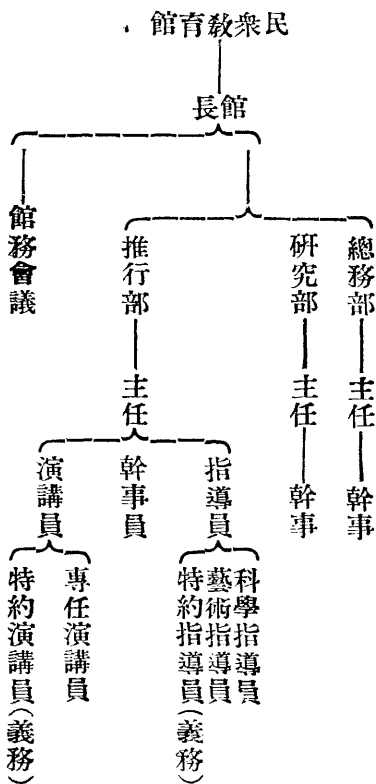 民衆敎育館
館長
總務部
主任
幹事
研究部
主任
幹事
推行部
主任
指導員
科學指導員
藝術指導員
特約指導員(義務)
幹事員
演講員
專任演講員
特約演講員(義務)
館務會議